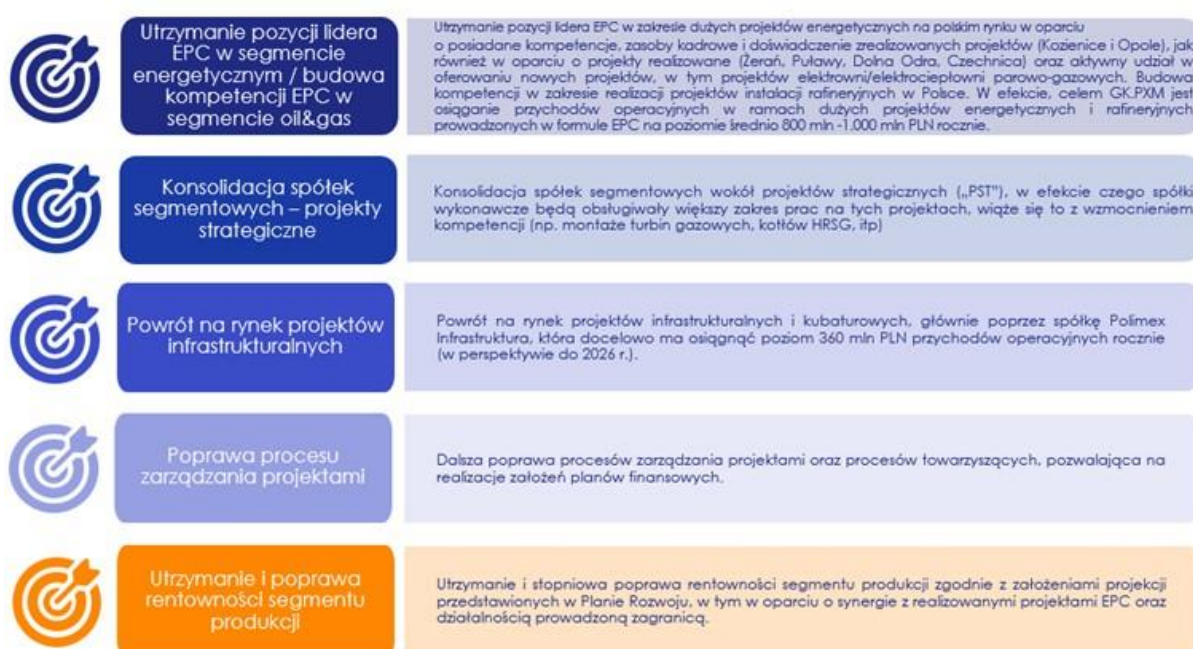 Utrzymanie pozycji lidera
EPC w segmencie
energetycznym / budowa
kompetencji EPC w
segmencie oil&gas
Utrzymanie pozycji lidera EPC w zakresie dużych projektów energetycznych na polskim rynku w oparciu
o posiadane kompetencje, zasoby kadrowe i doświadczenie zrealizowanych projektów (Kozienice i Opole), jak
również w oparciu o projekty realizowane (Żerań, Puławy, Dolna Odra, Czechnica) oraz aktywny udział w
oferowaniu nowych projektów, w tym projektów elektrowni/elektrociepłowni parowo-gazowych. Budowa
kompetencji w zakresie realizacji projektów instalacji rafineryjnych w Polsce. W efekcie, celem GK.PXM jest
osiąganie przychodów operacyjnych w ramach dużych projektów energetycznych i rafineryjnych
prowadzonych w formule EPC na poziomie średnio 800 mln -1.000 mln PLN rocznie.
Konsolidacja spółek
segmentowych – projekty
strategiczne
Konsolidacja spółek segmentowych wokół projektów strategicznych („PST”), w efekcie czego spółki
wykonawcze będą obsługiwały większy zakres prac na tych projektach, wiąże się to z wzmocnieniem
kompetencji (np. montaże turbin gazowych, kotłów HRSG, itp)
Powrót na rynek projektów
infrastrukturalnych
Powrót na rynek projektów infrastrukturalnych i kubaturowych, głównie poprzez spółkę Polimex
Infrastruktura, która docelowo ma osiągnąć poziom 360 mln PLN przychodów operacyjnych rocznie
(w perspektywie do 2026 r.).
Poprawa procesu
zarządzania projektami
Dalsza poprawa procesów zarządzania projektami oraz procesów towarzyszących, pozwalająca na
realizacje założeń planów finansowych.
Utrzymanie i poprawa
rentowności segmentu
produkcji
Utrzymanie i stopniowa poprawa rentowności segmentu produkcji zgodnie z założeniami projekcji
przedstawionych w Planie Rozwoju, w tym w oparciu o synergie z realizowanymi projektami EPC oraz
działalnością prowadzoną zagranicą.